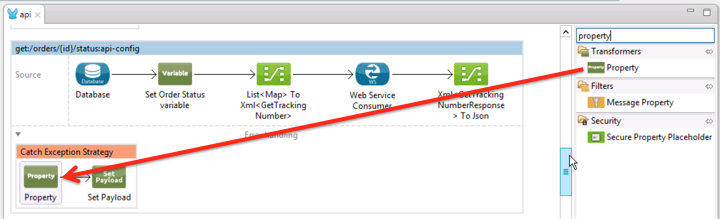 api
get:/orders/{id}/status:api-config
Source
Database
Variable
Set Order Status
variable
List<Map> To
Xml<GetTracking
Number>
WS
Web Service
Consumer
Xml<GetTracking
NumberResponse
> To Json
Error handling
Catch Exception Strategy
Property
Property
Set
Payload
Set Payload
property
Transformers
Property
Property
Filters
Message Property
Security
Secure Property Placeholder